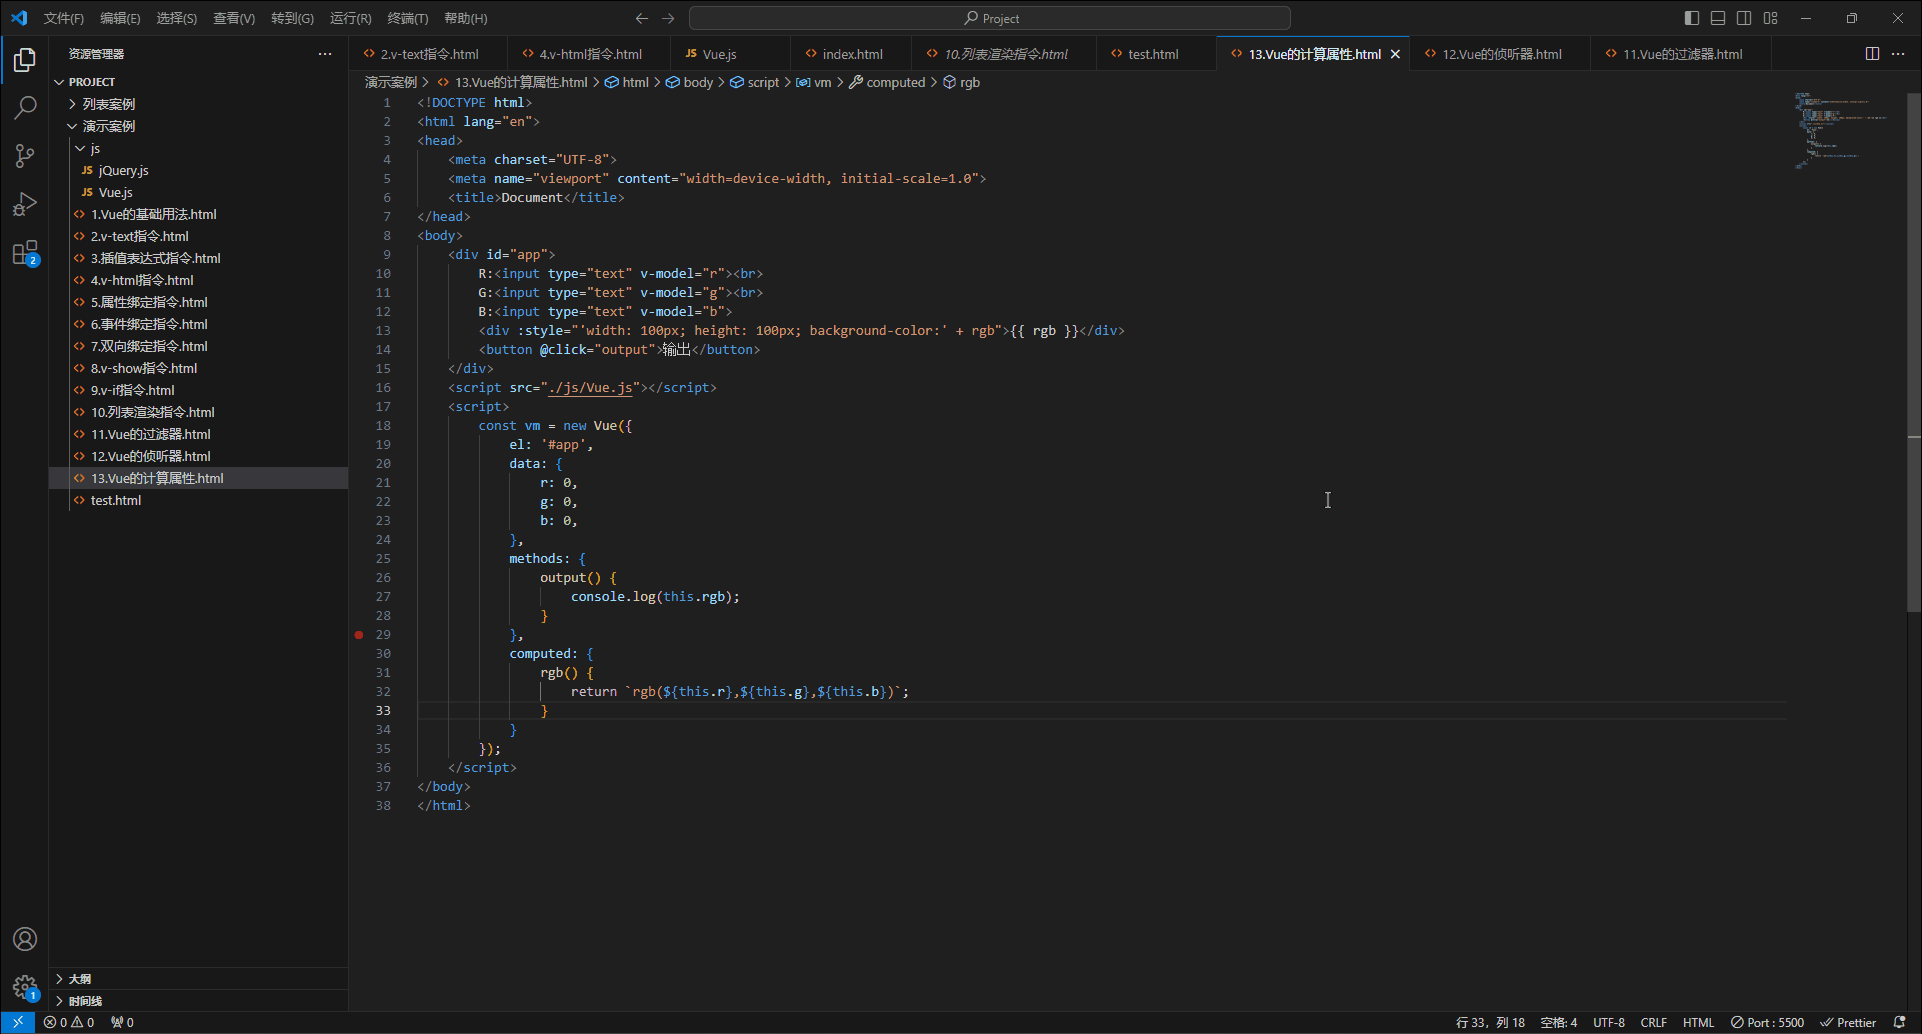 文件(F) 编辑(E) 选择(S) 查看(V) 转到(G) 运行(R) 终端(T) 帮助(H) Project
资源管理器
2.v-text指令.html 4.v-html指令.html JS Vue.js index.html 10.列表渲染指令.html test.html 13.Vue的计算属性.html 12.Vue的侦听器.html 11.Vue的过滤器.html
演示案例 > 13.Vue的计算属性.html > html > body > script > vm > computed > rgb
PROJECT
列表案例
演示案例
js
JS jQuery.js
JS Vue.js
1.Vue的基础用法.html
2.v-text指令.html
3.插值表达式指令.html
4.v-html指令.html
5.属性绑定指令.html
6.事件绑定指令.html
7.双向绑定指令.html
8.v-show指令.html
9.v-if指令.html
10.列表渲染指令.html
11.Vue的过滤器.html
12.Vue的侦听器.html
13.Vue的计算属性.html
test.html
大纲
时间线
1 <!DOCTYPE html>
2 <html lang="en">
3 <head>
4     <meta charset="UTF-8">
5     <meta name="viewport" content="width=device-width, initial-scale=1.0">
6     <title>Document</title>
7 </head>
8 <body>
9     <div id="app">
10         R:<input type="text" v-model="r"><br>
11         G:<input type="text" v-model="g"><br>
12         B:<input type="text" v-model="b">
13         <div :style="'width: 100px; height: 100px; background-color:' + rgb">{{ rgb }}</div>
14         <button @click="output">输出</button>
15     </div>
16     <script src="./js/Vue.js"></script>
17     <script>
18         const vm = new Vue({
19             el: '#app',
20             data: {
21                 r: 0,
22                 g: 0,
23                 b: 0,
24             },
25             methods: {
26                 output() {
27                     console.log(this.rgb);
28                 }
29             },
30             computed: {
31                 rgb() {
32                     return `rgb(${this.r},${this.g},${this.b})`;
33                 }
34             }
35         });
36     </script>
37 </body>
38 </html>
2
1
0 0 0 行 33，列 18 空格: 4 UTF-8 CRLF HTML Port : 5500 Prettier